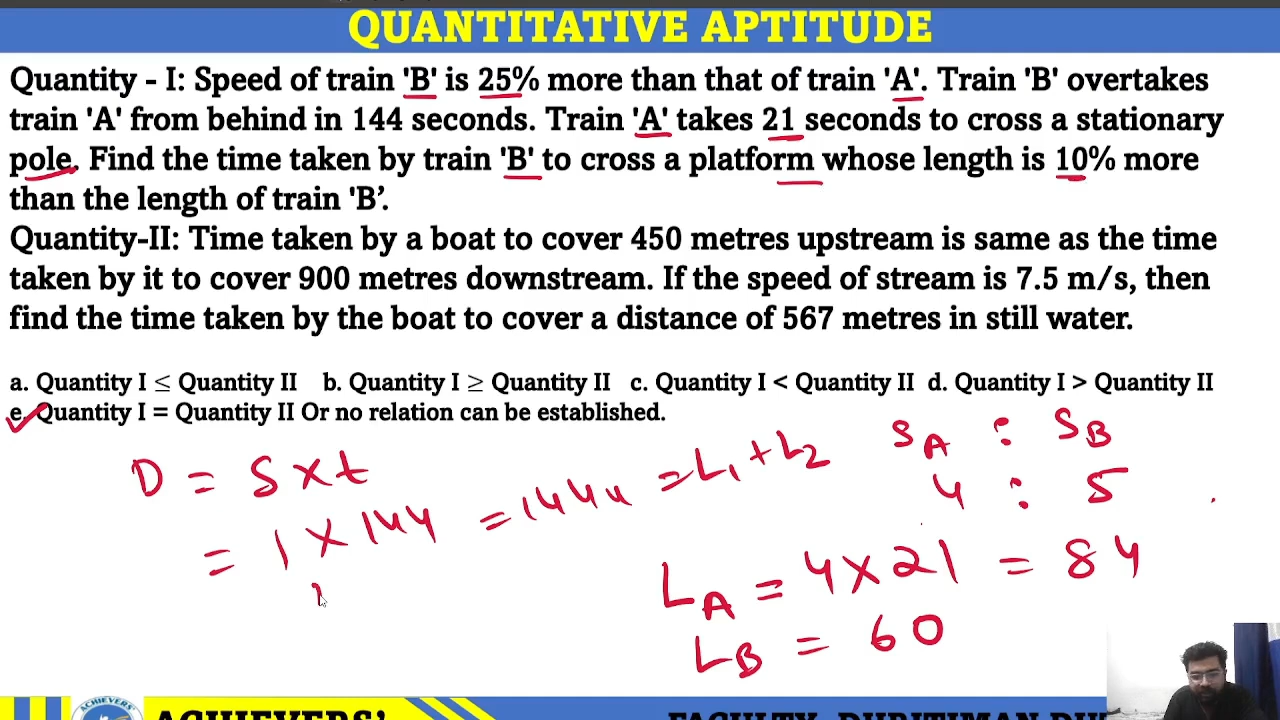 QUANTITATIVE APTITUDE
Quantity - I: Speed of train 'B' is 25% more than that of train 'A'. Train 'B' overtakes
train 'A' from behind in 144 seconds. Train 'A' takes 21 seconds to cross a stationary
pole. Find the time taken by train 'B' to cross a platform whose length is 10% more
than the length of train 'B’.
Quantity-II: Time taken by a boat to cover 450 metres upstream is same as the time
taken by it to cover 900 metres downstream. If the speed of stream is 7.5 m/s, then
find the time taken by the boat to cover a distance of 567 metres in still water.
a. Quantity I ≤ Quantity II b. Quantity I ≥ Quantity II c. Quantity I < Quantity II d. Quantity I > Quantity II
e. Quantity I = Quantity II Or no relation can be established.
S_A : S_B
D = S x t
4 : 5
= 1 x 144 = 144u = L1 + L2
L_A = 4 x 21 = 84
L_B = 60
ACHIEVERS'
ACHIEVERS'